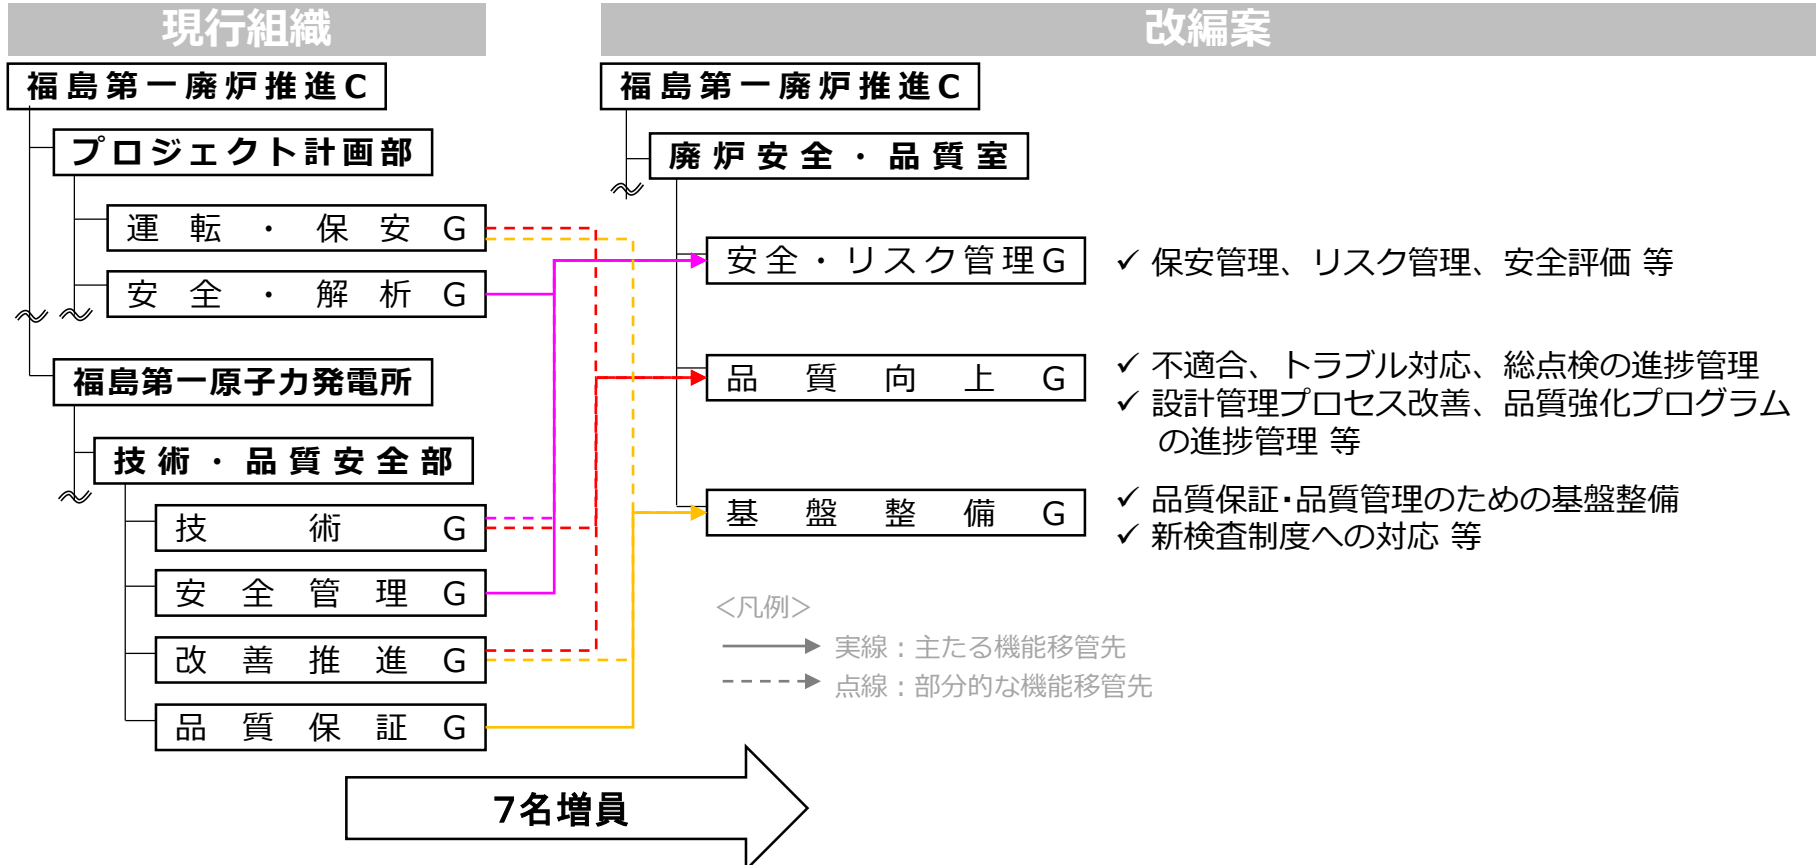 現行組織
福島第一廃炉推進C
プロジェクト計画部
運転・保安G
安全・解析G
福島第一原子力発電所
技術・品質安全部
技術G
安全管理G
改善推進G
品質保証G
7名増員
改編案
福島第一廃炉推進C
廃炉安全・品質室
安全・リスク管理G
✓ 保安管理、リスク管理、安全評価 等
品質向上G
✓ 不適合、トラブル対応、総点検の進捗管理
✓ 設計管理プロセス改善、品質強化プログラム
の進捗管理 等
基盤整備G
✓ 品質保証・品質管理のための基盤整備
✓ 新検査制度への対応 等
＜凡例＞
実線：主たる機能移管先
点線：部分的な機能移管先